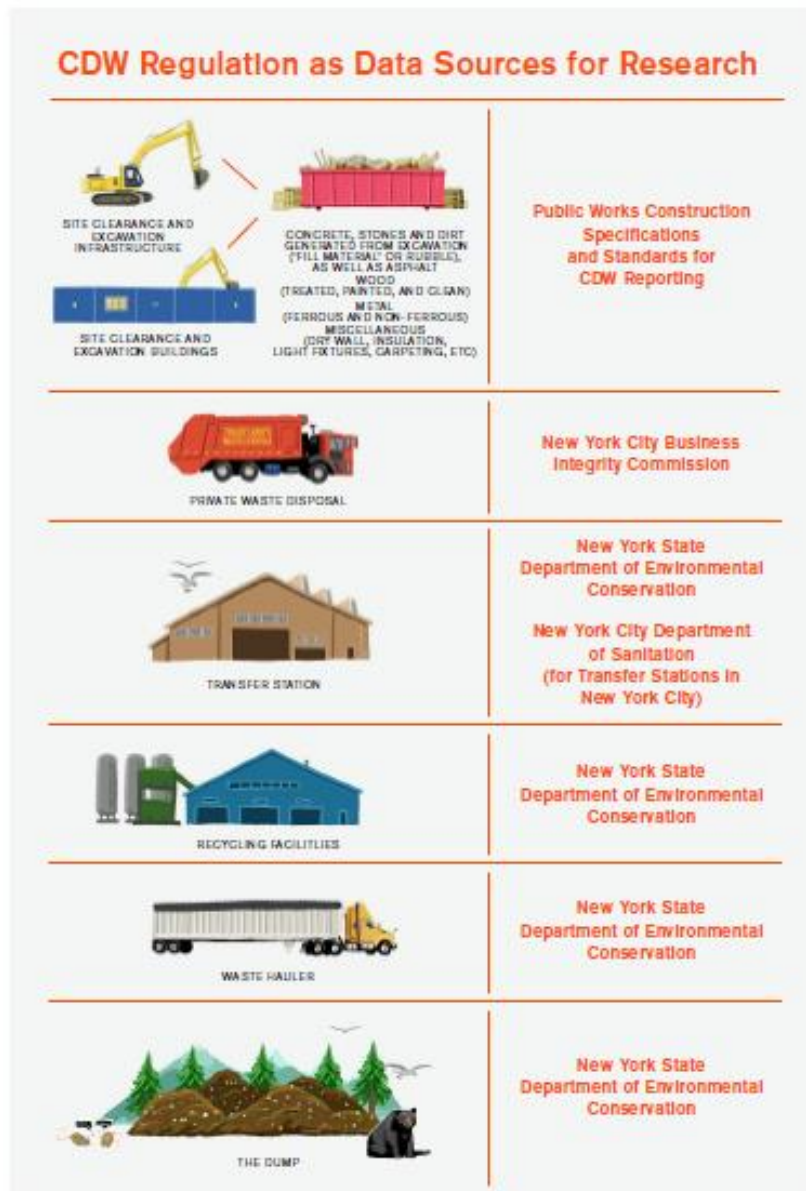 CDW Regulation as Data Sources for Research
SITE CLEARANCE AND
EXCAVATION
INFRASTRUCTURE
SITE CLEARANCE AND
EXCAVATION BUILDINGS
CONCRETE, STONES AND DIRT
GENERATED FROM EXCAVATION
("FILL MATERIAL" OR RUBBLE),
AS WELL AS ASPHALT
WOOD
(TREATED, PAINTED, AND CLEAN)
METAL
(FERROUS AND NON- FERROUS)
MISCELLANEOUS
(DRY WALL, INSULATION,
LIGHT FIXTURES, CARPETING, ETC)
Public Works Construction
Specifications
and Standards for
CDW Reporting
PRIVATE WASTE DISPOSAL
New York City Business
Integrity Commission
TRANSFER STATION
New York State
Department of Environmental
Conservation
New York City Department
of Sanitation
(for Transfer Stations in
New York City)
RECYCLING FACILITLIES
New York State
Department of Environmental
Conservation
WASTE HAULER
New York State
Department of Environmental
Conservation
THE DUMP
New York State
Department of Environmental
Conservation